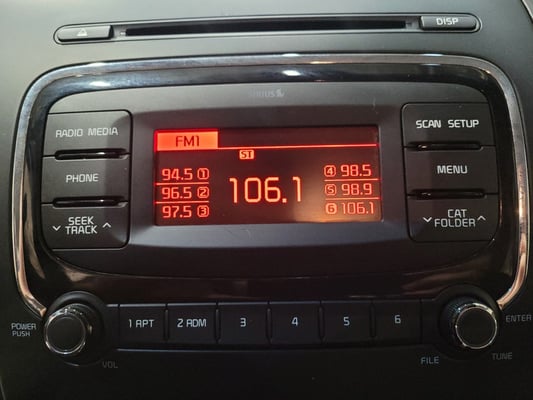 DISP
SIRIUS
RADIO MEDIA
PHONE
SEEK
TRACK
FM1
ST
94.5 1
96.5 2
97.5 3
106.1
4 98.5
5 98.9
6 106.1
SCAN SETUP
MENU
CAT
FOLDER
POWER
PUSH
VOL
1 APT
2 RDM
3
4
5
6
ENTER
FILE
TUNE